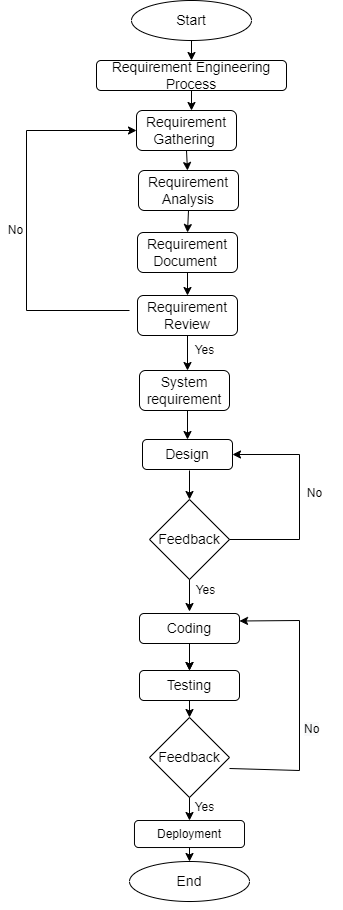 Start
Requirement Engineering
Process
Requirement
Gathering
Requirement
Analysis
No
Requirement
Document
Requirement
Review
Yes
System
requirement
Design
No
Feedback
Yes
Coding
Testing
No
Feedback
Yes
Deployment
End